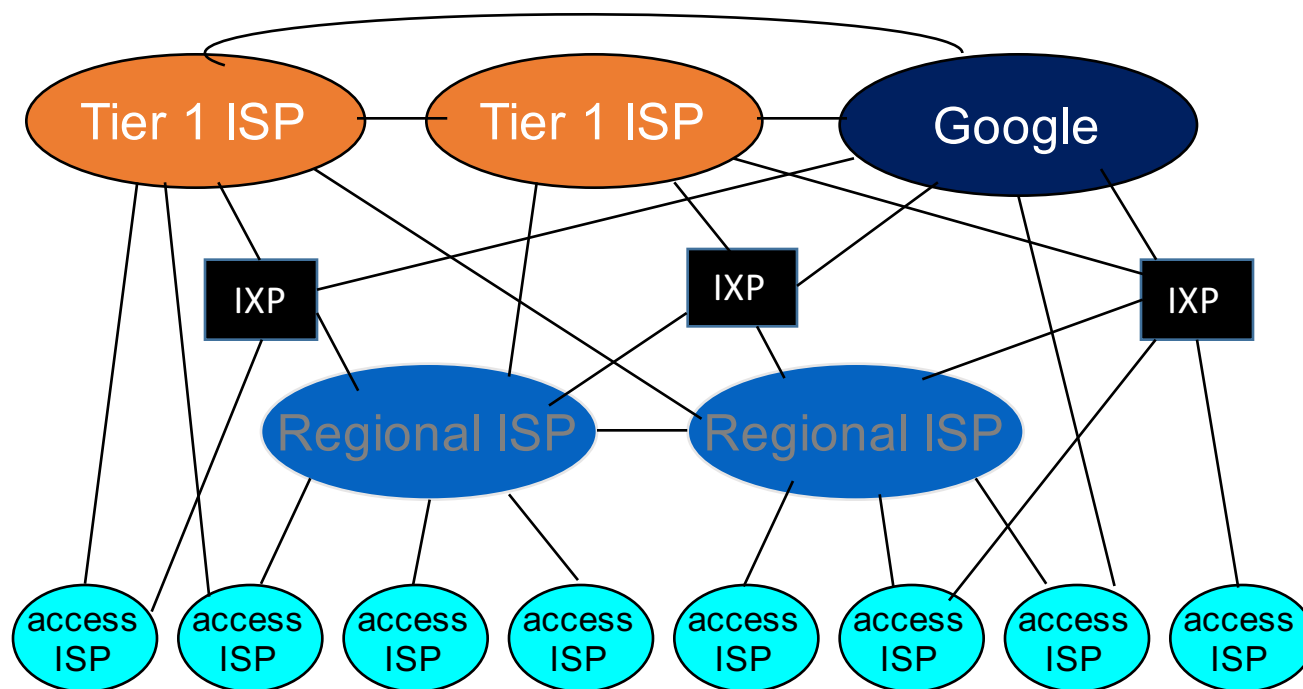 Tier 1 ISP
Tier 1 ISP
Google
IXP
IXP
IXP
Regional ISP
Regional ISP
access
ISP
access
ISP
access
ISP
access
ISP
access
ISP
access
ISP
access
ISP
access
ISP